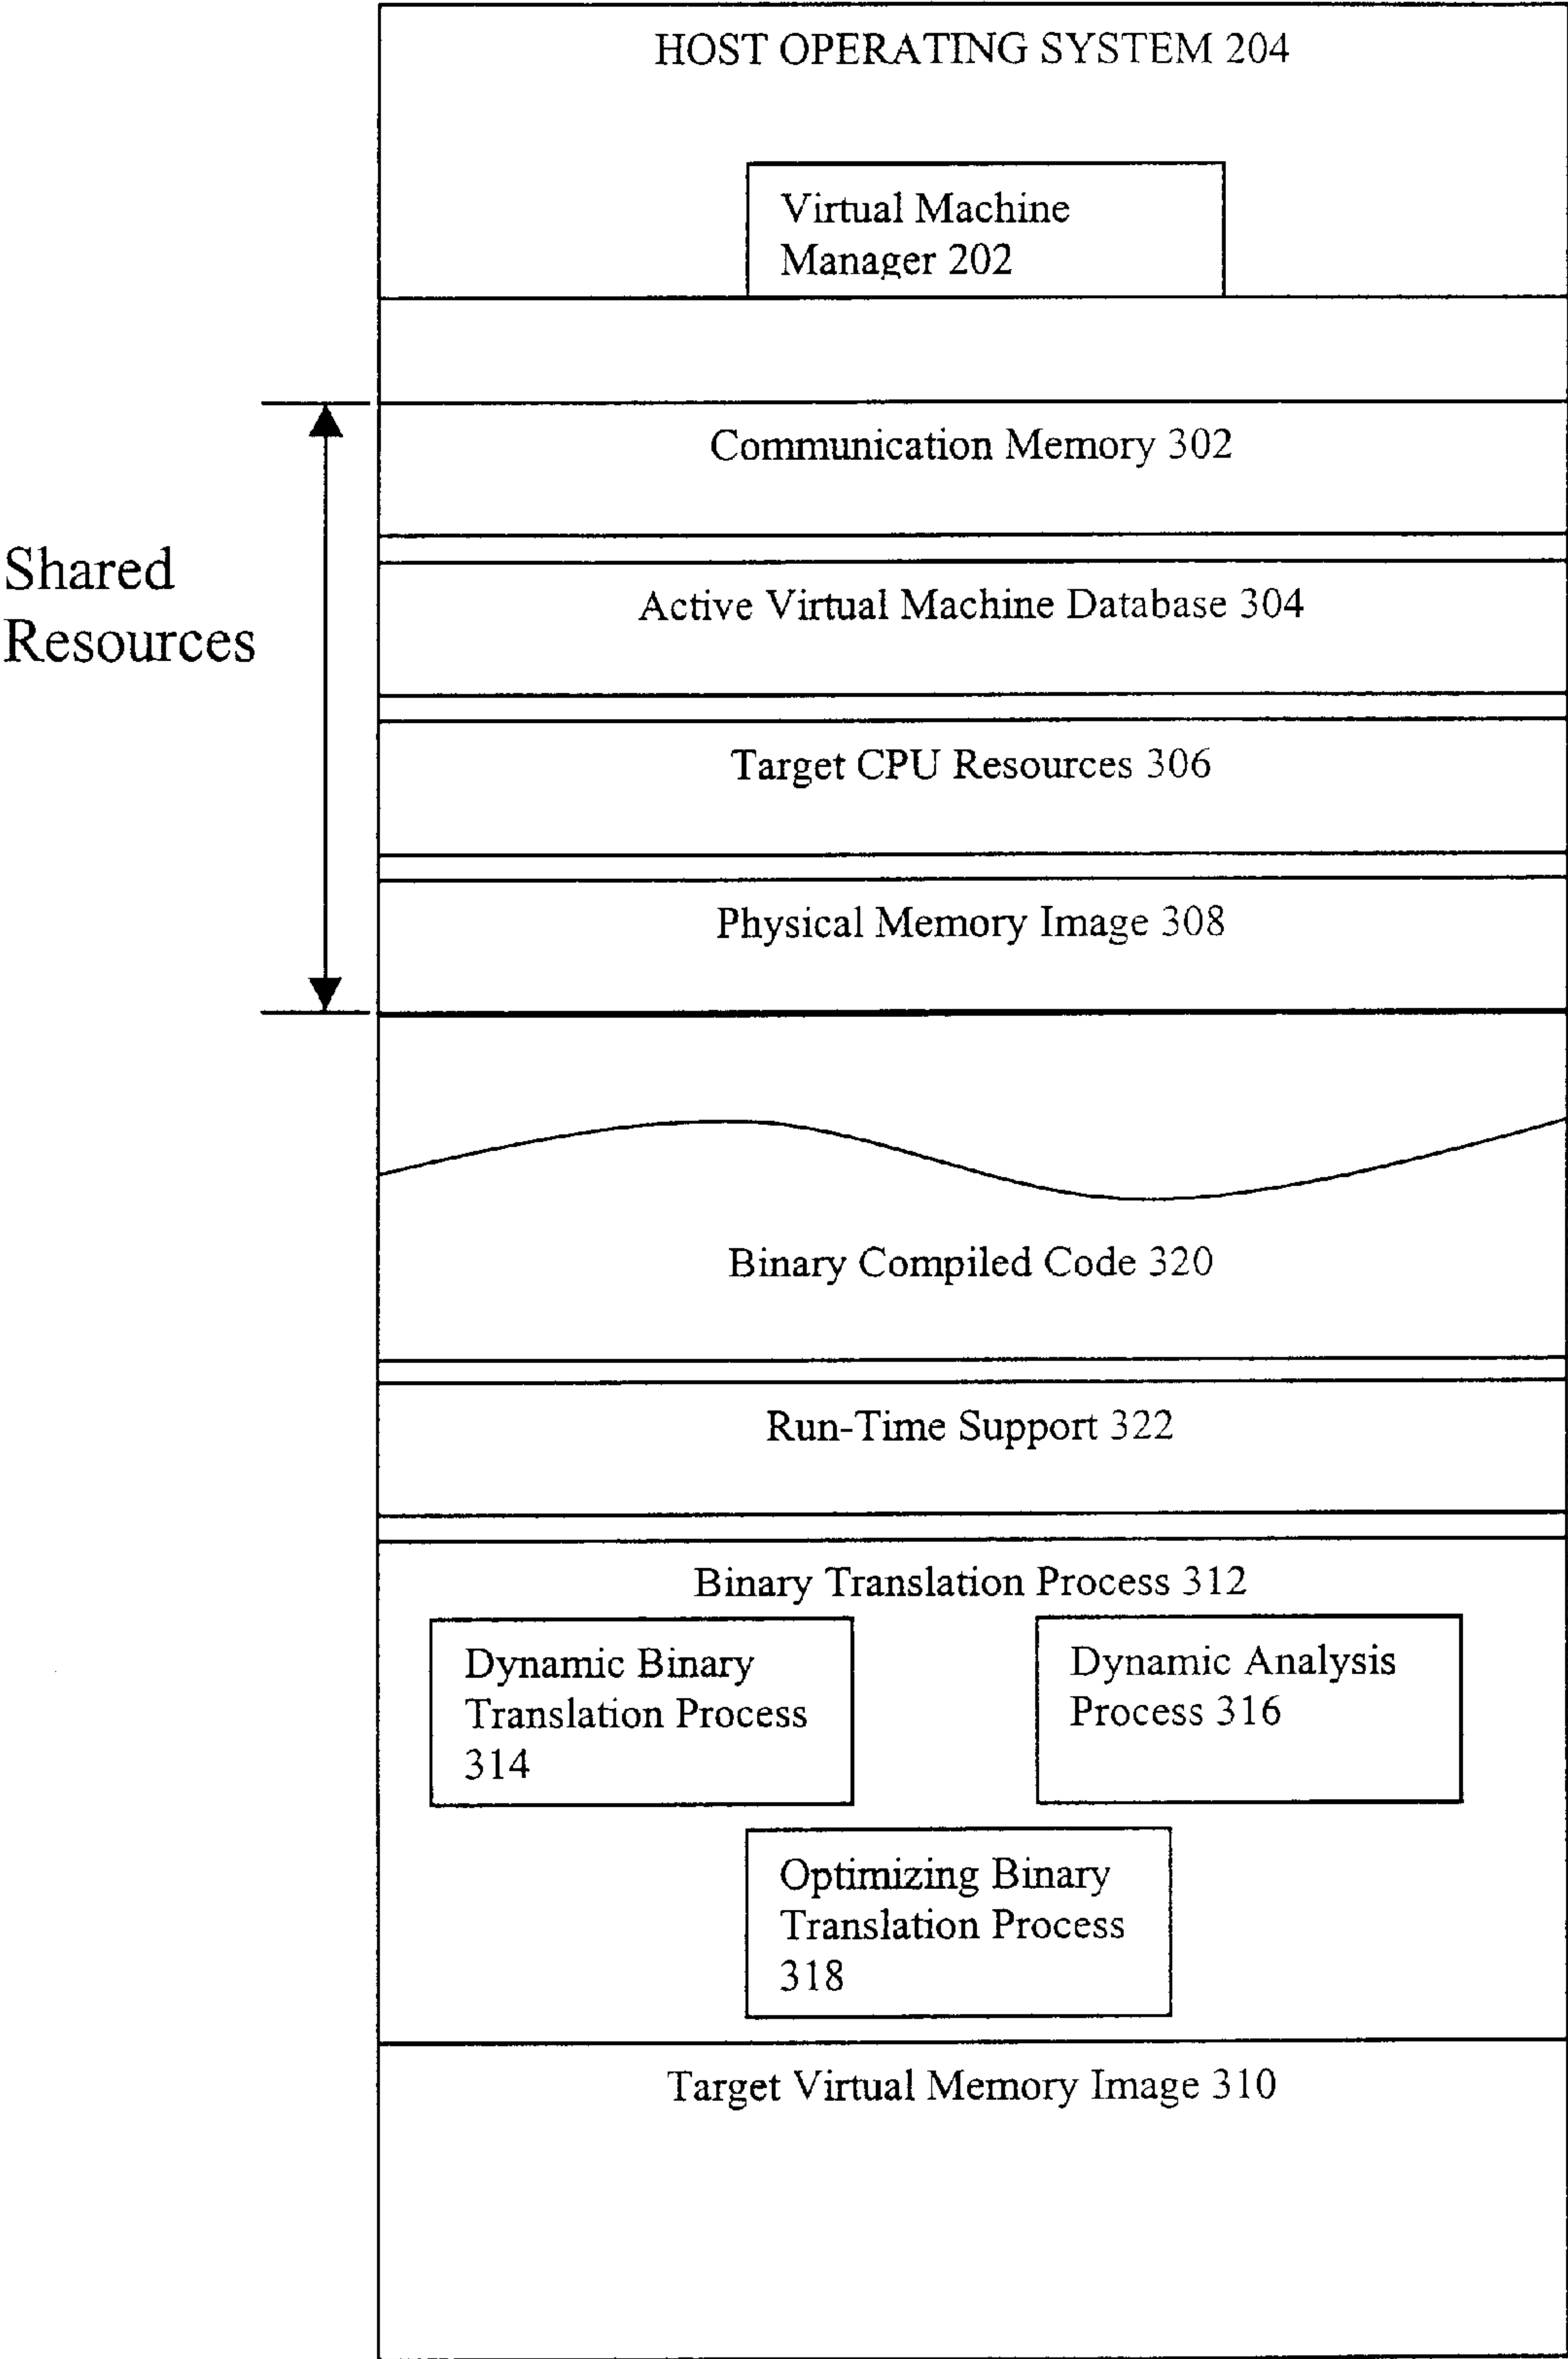 HOST OPERATING SYSTEM 204
Virtual Machine
Manager 202
Communication Memory 302
Shared
Resources
Active Virtual Machine Database 304
Target CPU Resources 306
Physical Memory Image 308
Binary Compiled Code 320
Run-Time Support 322
Binary Translation Process 312
Dynamic Binary
Translation Process
314
Dynamic Analysis
Process 316
Optimizing Binary
Translation Process
318
Target Virtual Memory Image 310